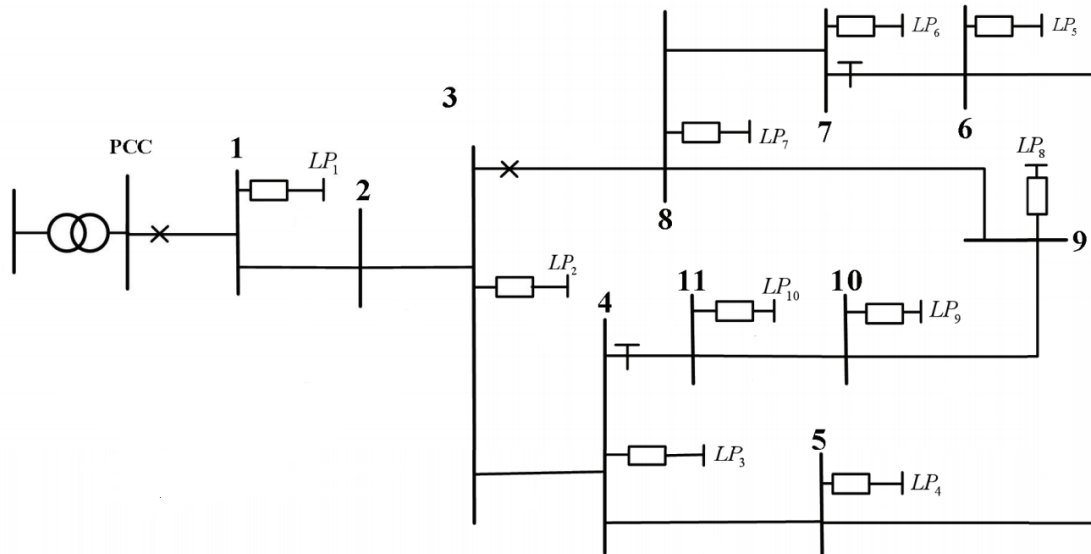 LP₆
LP₅
3
7
6
PCC
1
LP₁
2
LP₇
LP₈
8
9
LP₂
4
11
LP₁₀
10
LP₉
LP₃
5
LP₄